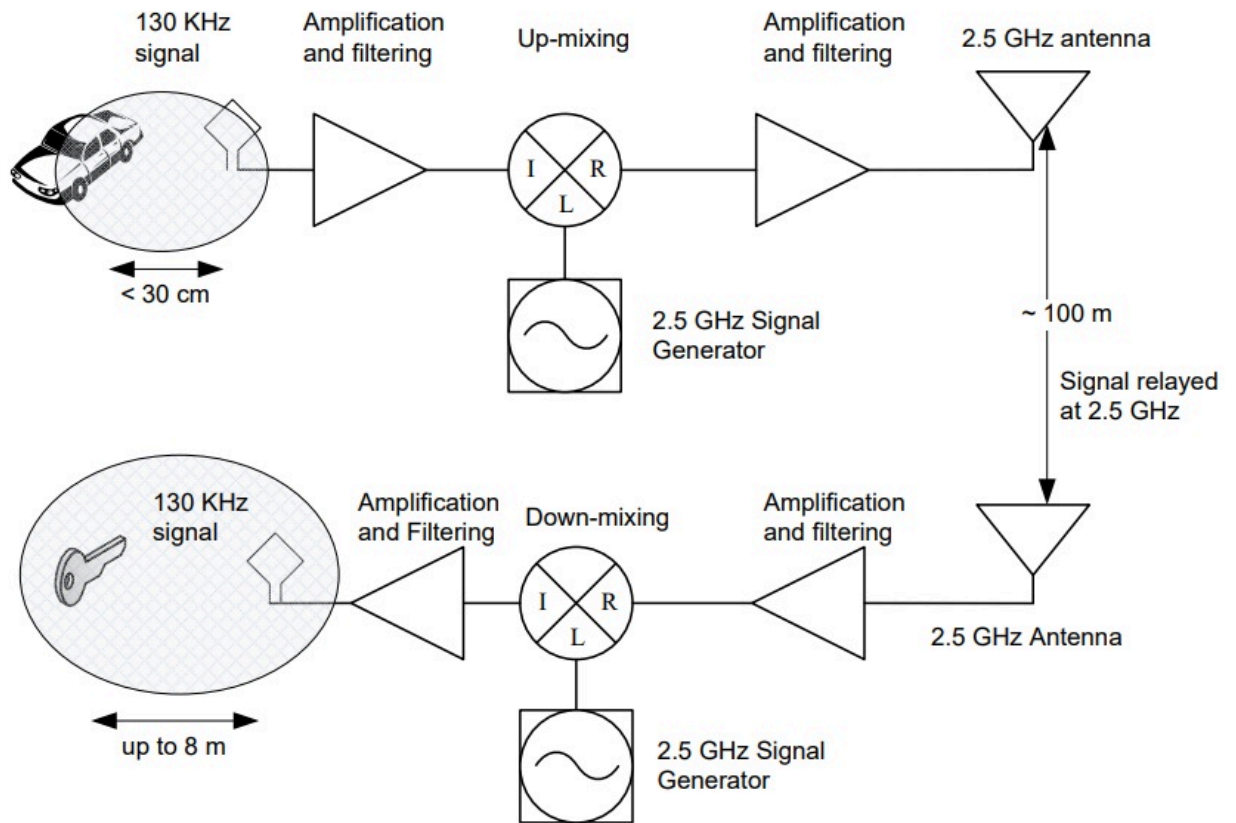 130 KHz
signal
Amplification
and filtering
Up-mixing
Amplification
and filtering
2.5 GHz antenna
I
R
L
< 30 cm
2.5 GHz Signal
Generator
~ 100 m
Signal relayed
at 2.5 GHz
130 KHz
signal
Amplification
and Filtering
Down-mixing
Amplification
and filtering
I
R
L
2.5 GHz Antenna
up to 8 m
2.5 GHz Signal
Generator